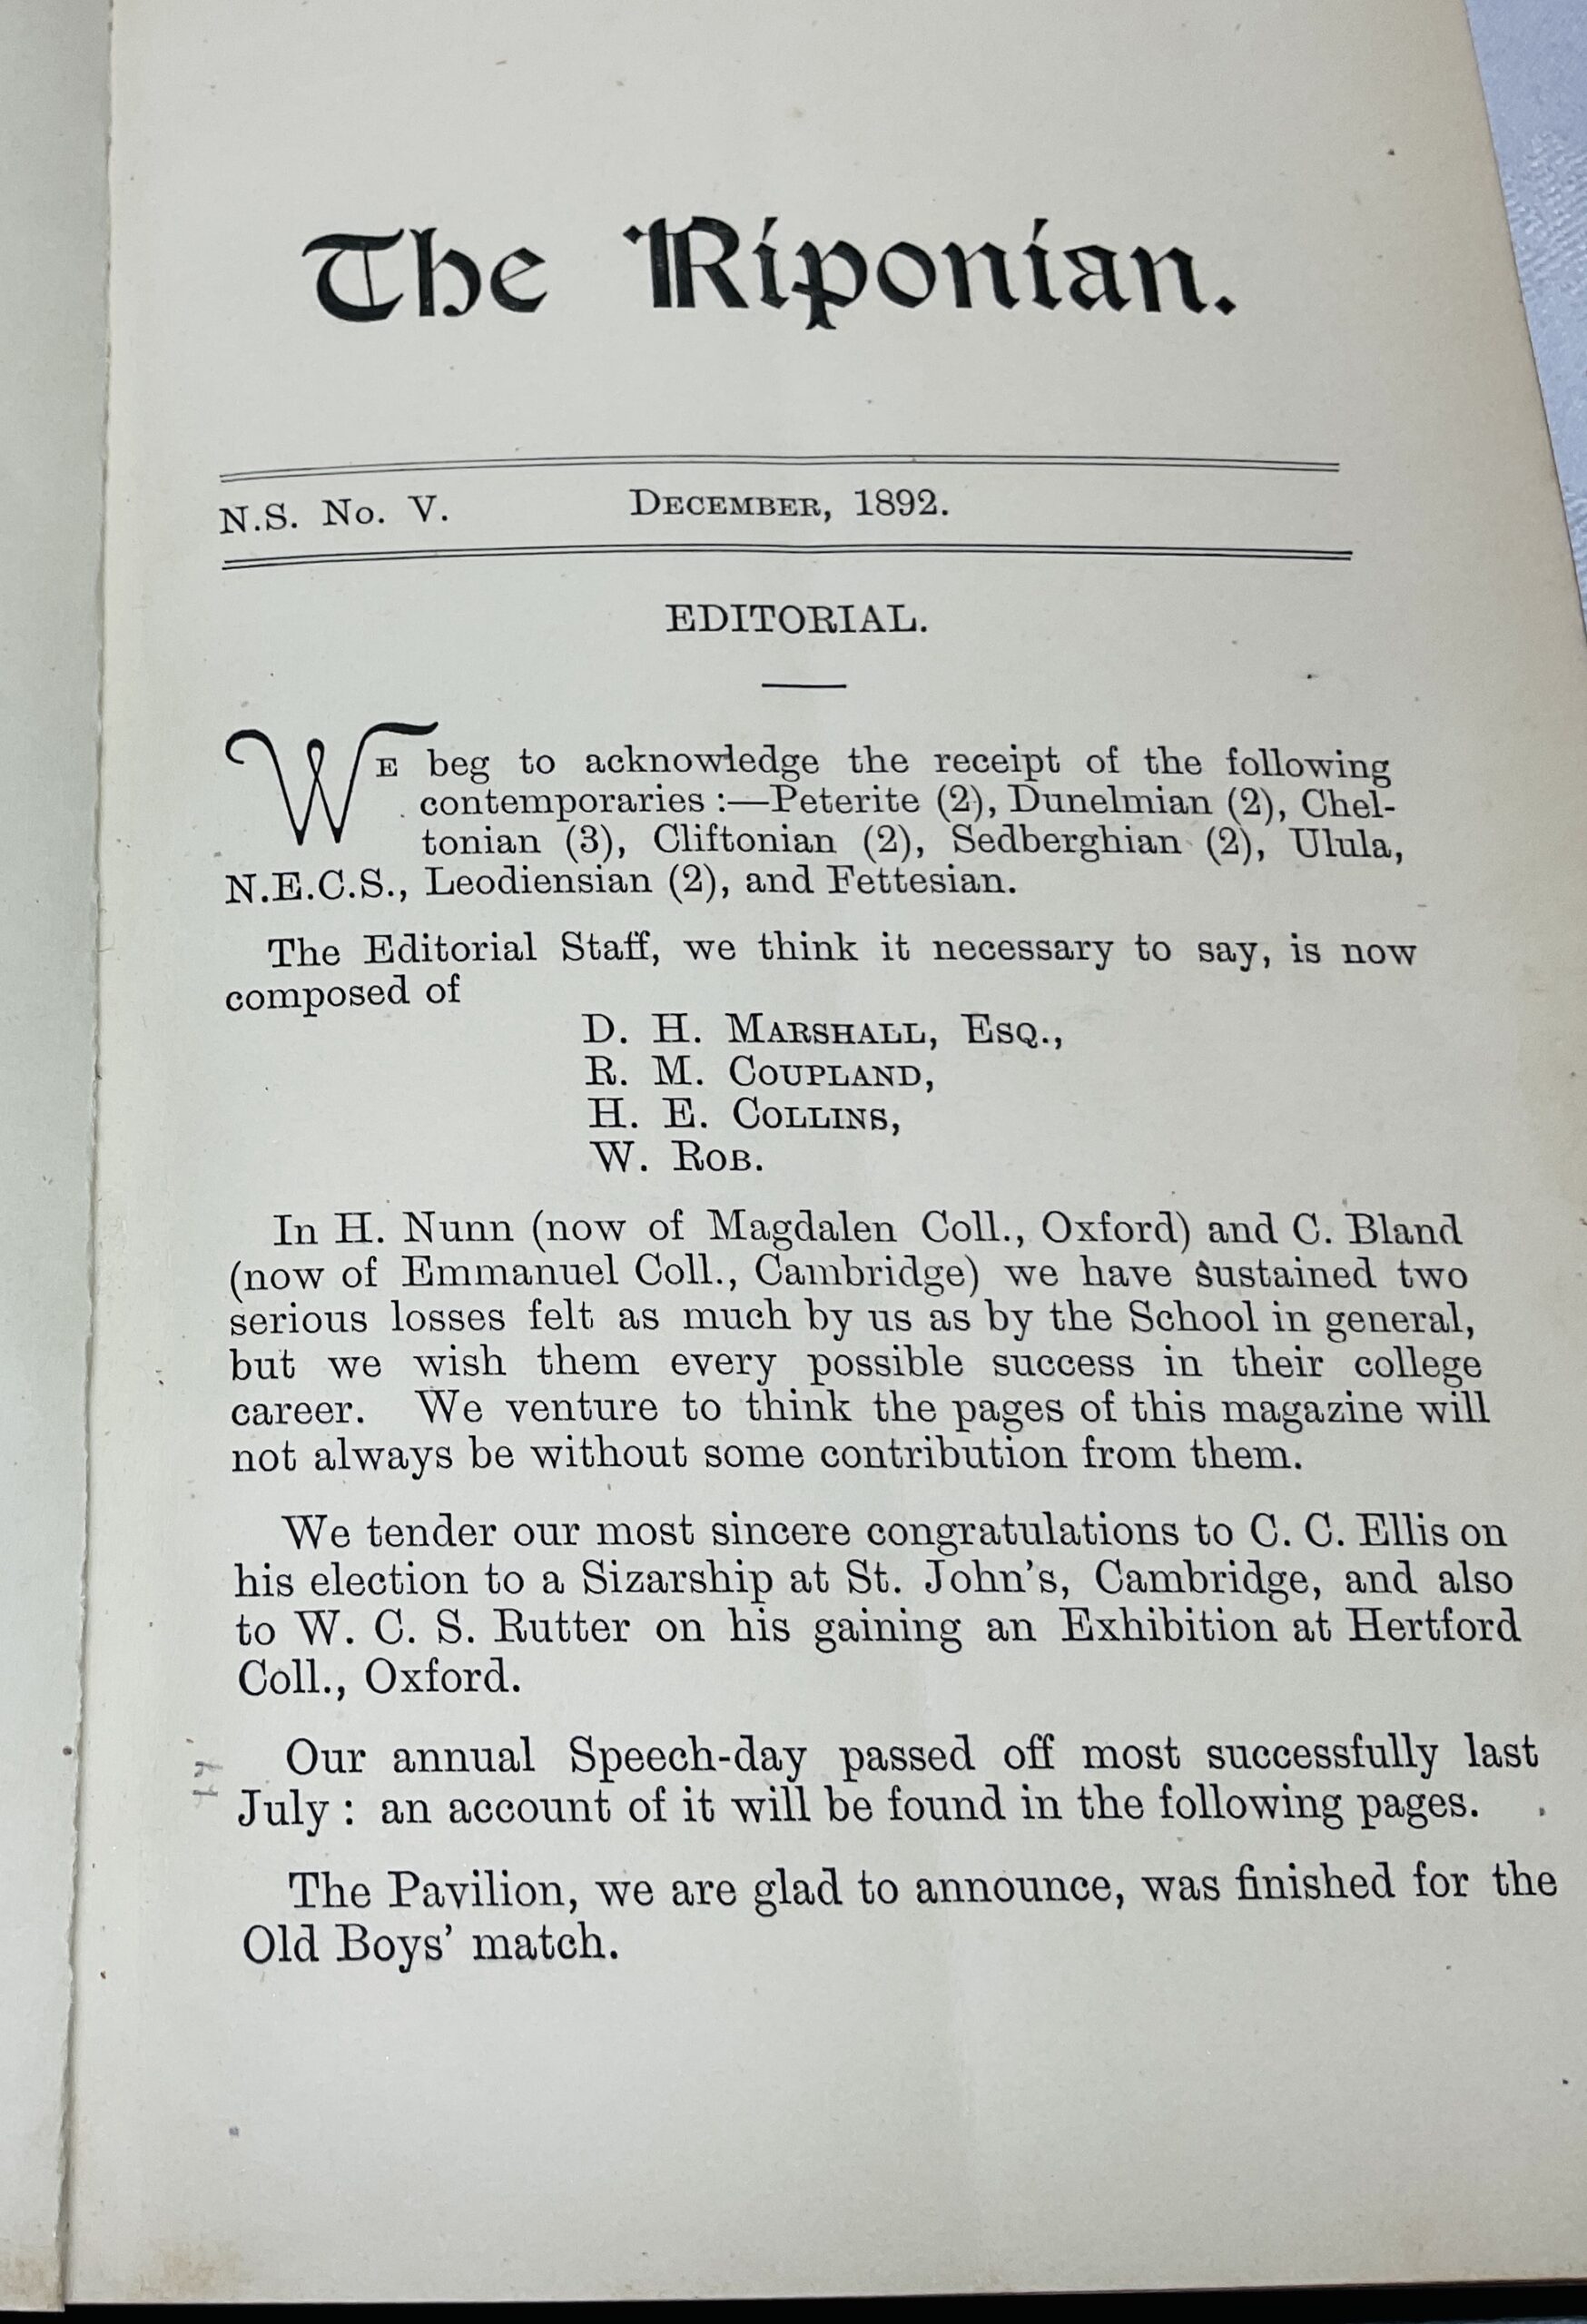 The Riponian.
N.S. No. V. December, 1892.
EDITORIAL.
WE beg to acknowledge the receipt of the following
contemporaries :—Peterite (2), Dunelmian (2), Chel-
tonian (3), Cliftonian (2), Sedberghian (2), Ulula,
N.E.C.S., Leodiensian (2), and Fettesian.
The Editorial Staff, we think it necessary to say, is now
composed of
D. H. Marshall, Esq.,
R. M. Coupland,
H. E. Collins,
W. Rob.
In H. Nunn (now of Magdalen Coll., Oxford) and C. Bland
(now of Emmanuel Coll., Cambridge) we have sustained two
serious losses felt as much by us as by the School in general,
but we wish them every possible success in their college
career. We venture to think the pages of this magazine will
not always be without some contribution from them.
We tender our most sincere congratulations to C. C. Ellis on
his election to a Sizarship at St. John's, Cambridge, and also
to W. C. S. Rutter on his gaining an Exhibition at Hertford
Coll., Oxford.
Our annual Speech-day passed off most successfully last
July : an account of it will be found in the following pages.
The Pavilion, we are glad to announce, was finished for the
Old Boys' match.